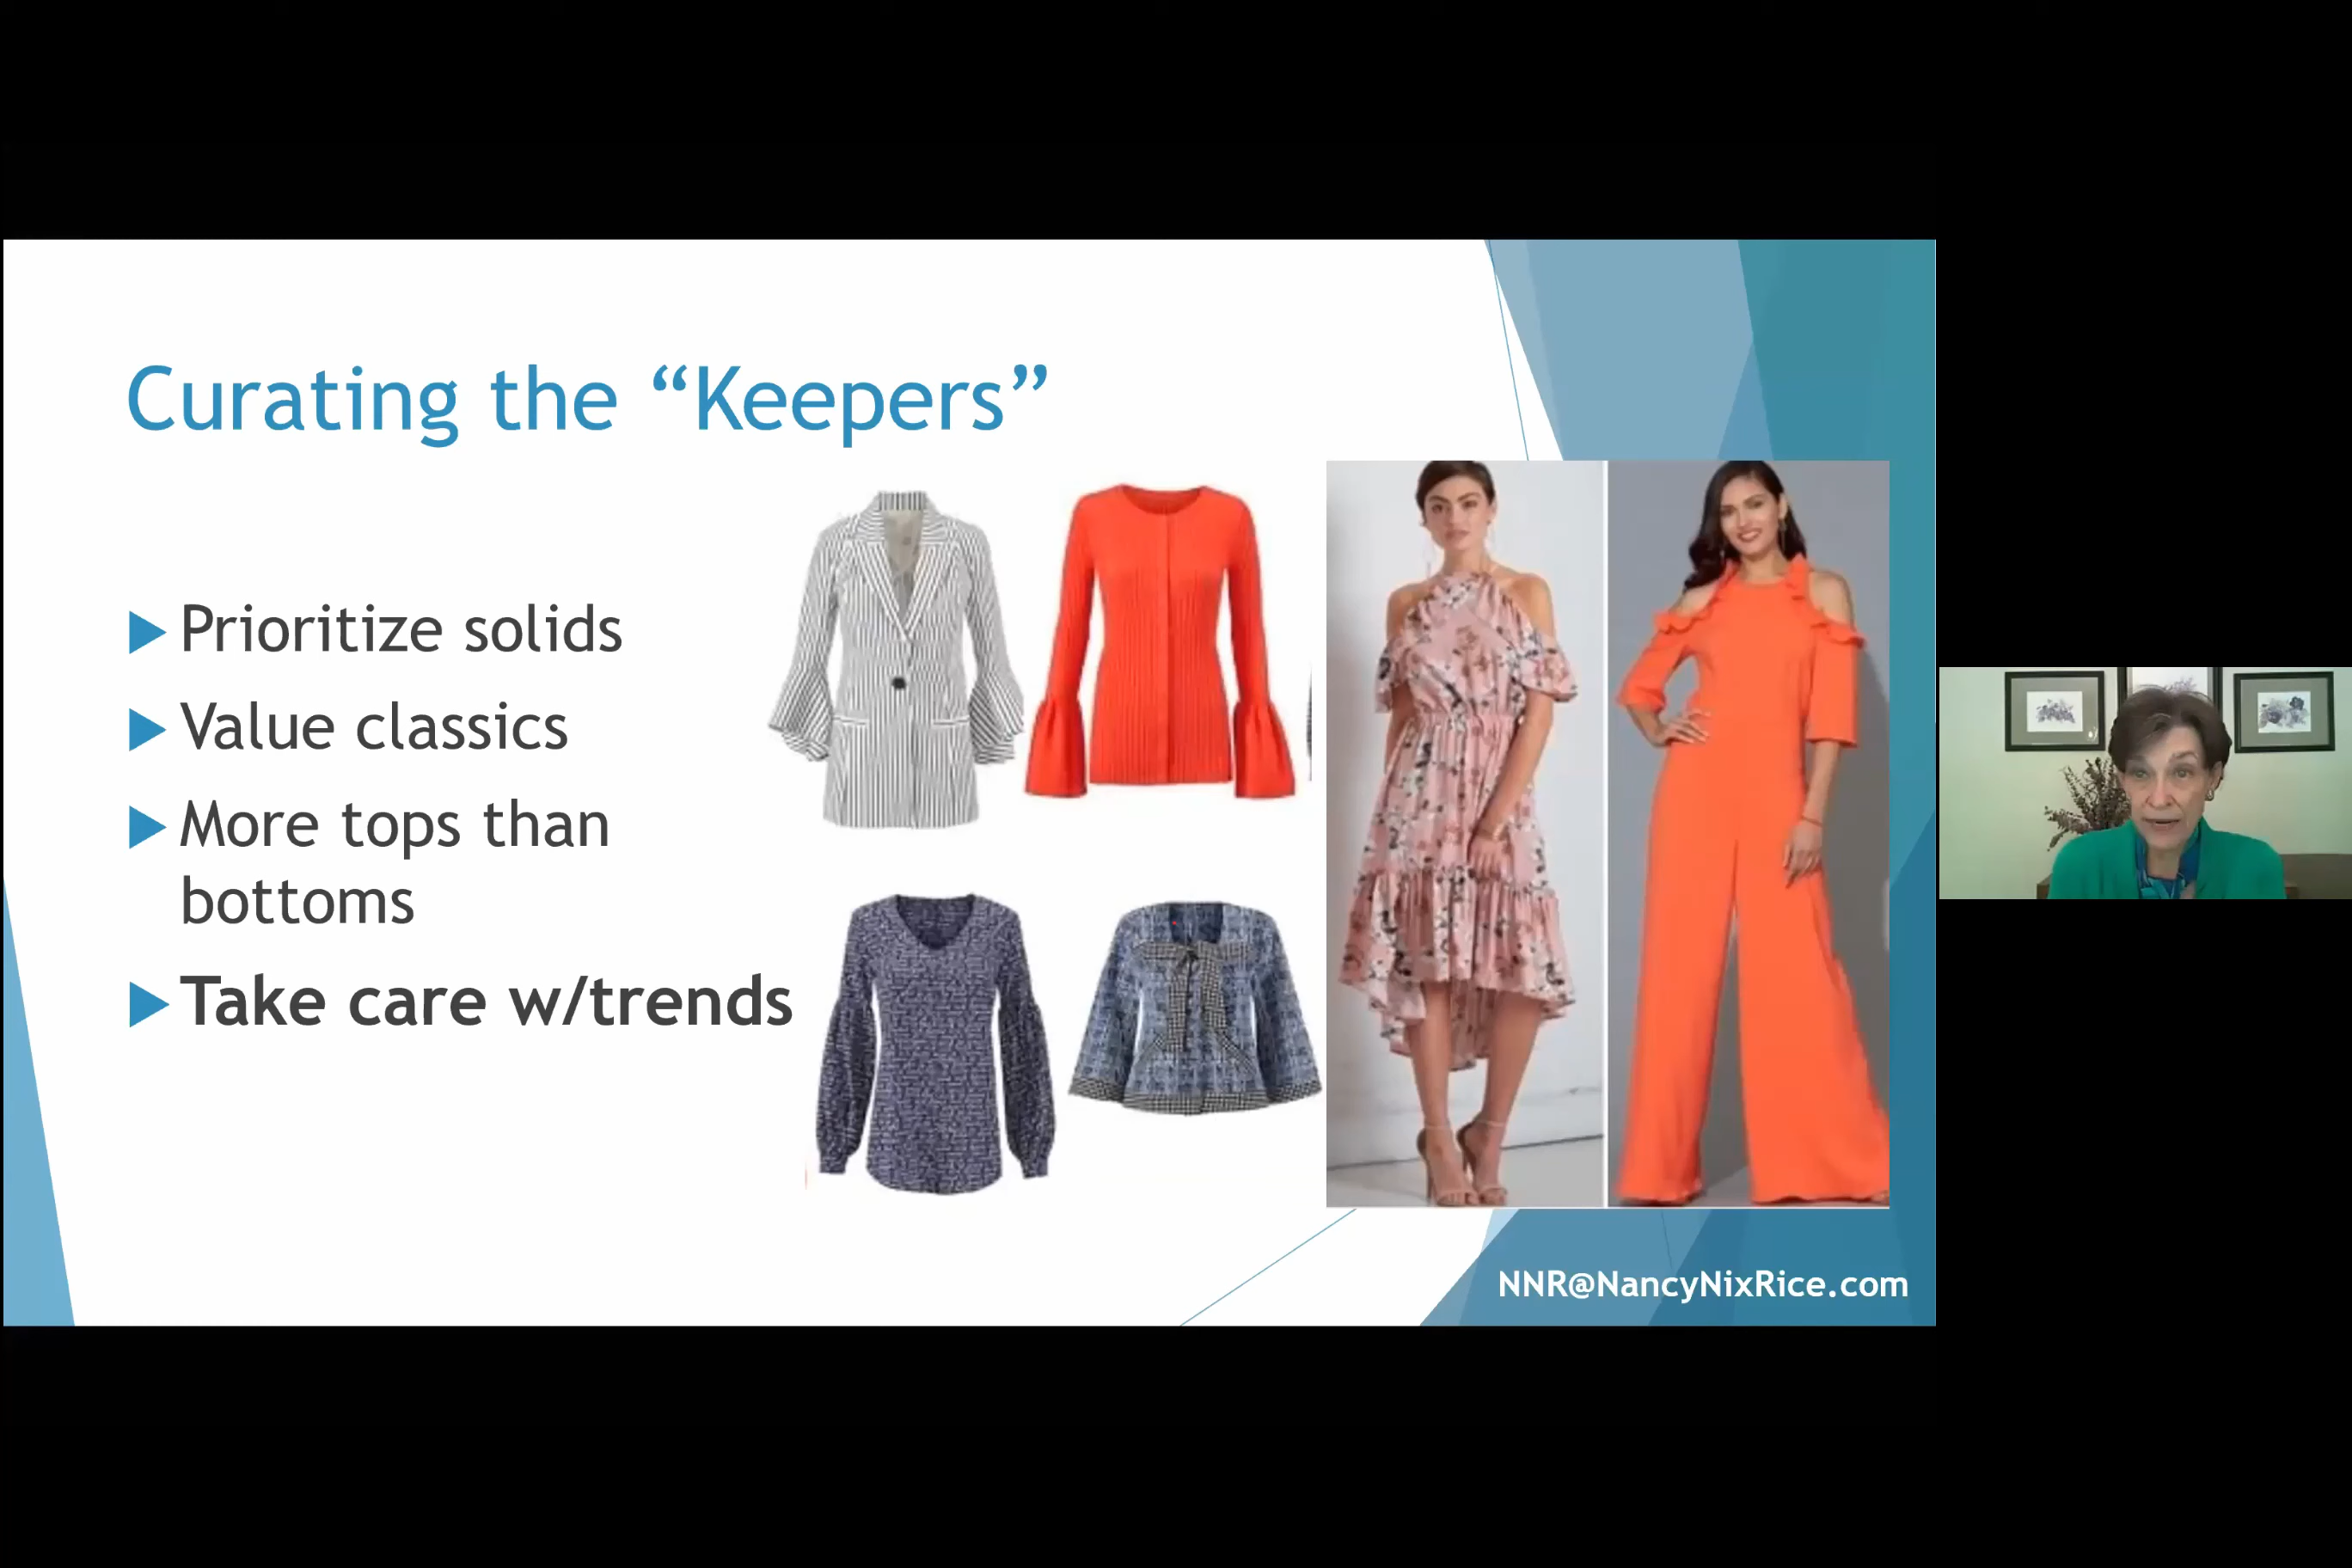 Curating the “Keepers”
Prioritize solids
Value classics
More tops than
bottoms
Take care w/trends
NNR@NancyNixRice.com